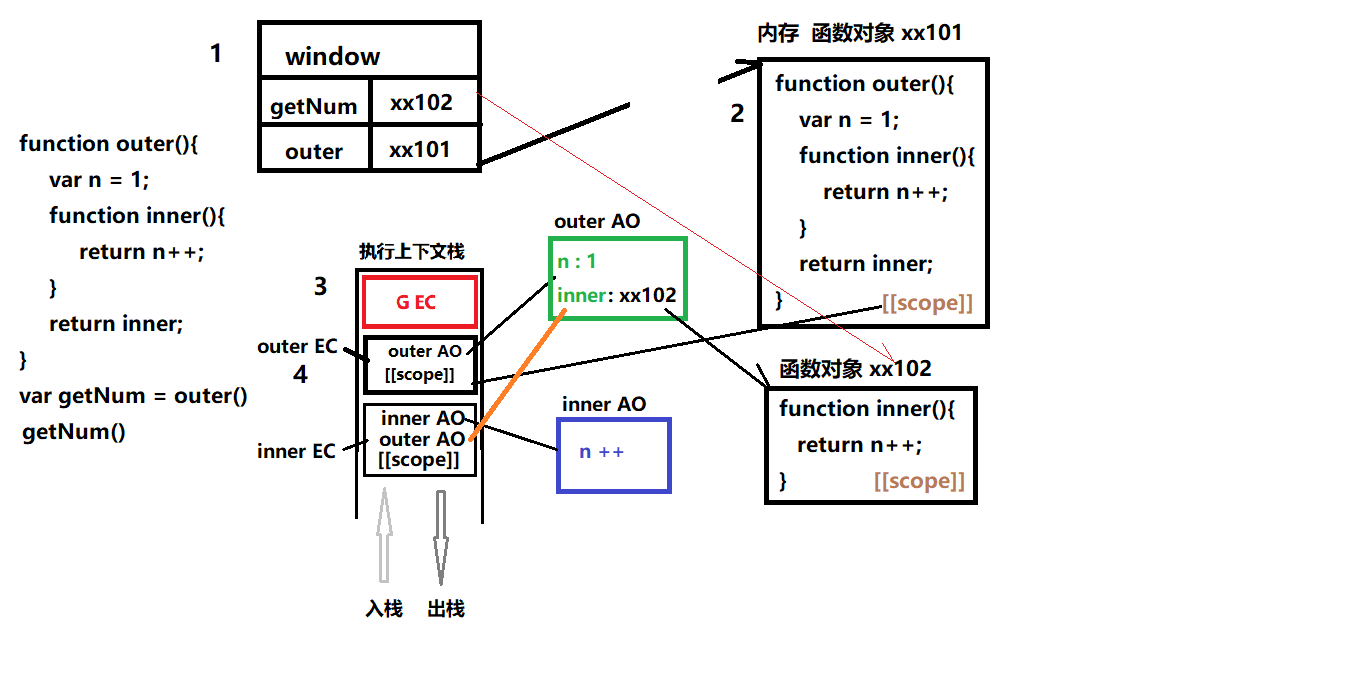 function outer(){
var n = 1;
function inner(){
return n++;
}
return inner;
}
var getNum = outer()
getNum()
1
window
getNum xx102
outer xx101
内存 函数对象 xx101
2
function outer(){
var n = 1;
function inner(){
return n++;
}
return inner;
} [[scope]]
执行上下文栈
3
G EC
outer EC
4
outer AO
[[scope]]
inner EC
inner AO
outer AO
[[scope]]
入栈 出栈
outer AO
n : 1
inner: xx102
inner AO
n ++
函数对象 xx102
function inner(){
return n++;
} [[scope]]